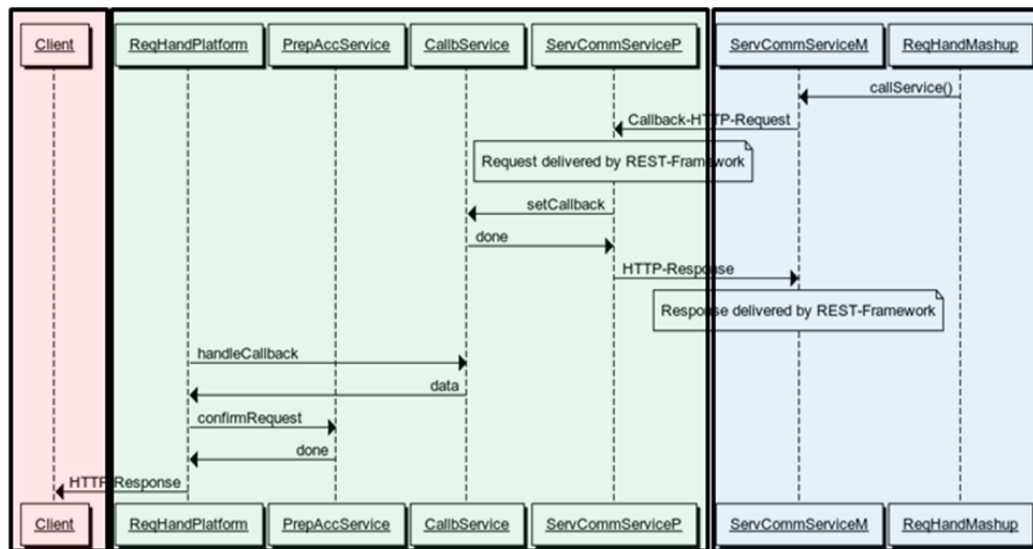 Client
ReqHandPlatform
PrepAccService
CallbService
ServCommServiceP
ServCommServiceM
ReqHandMashup
callService()
Callback-HTTP-Request
Request delivered by REST-Framework
setCallback
done
HTTP-Response
Response delivered by REST-Framework
handleCallback
data
confirmRequest
done
HTTP-Response
Client
ReqHandPlatform
PrepAccService
CallbService
ServCommServiceP
ServCommServiceM
ReqHandMashup